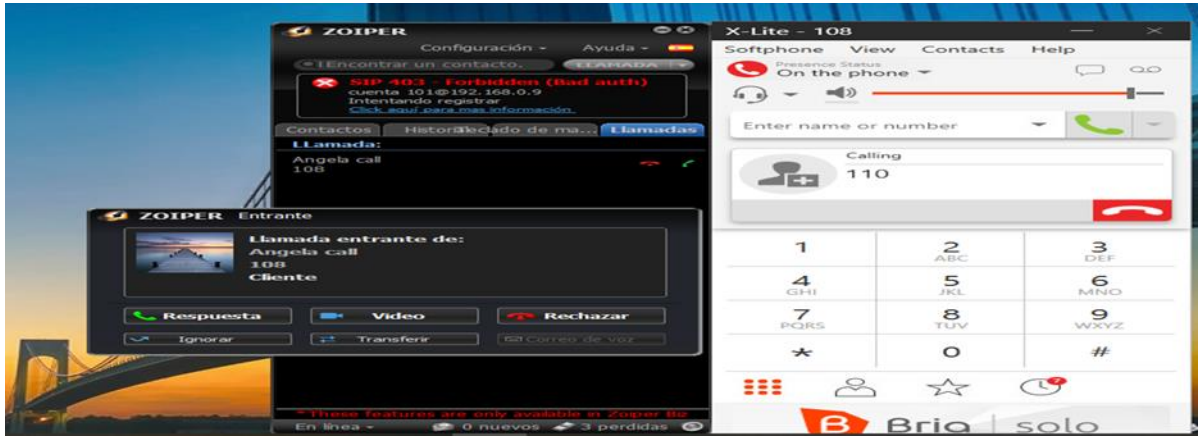 ZOIPER
Configuración
Ayuda
Encontrar un contacto.
LLAMADA
SIP 403 - Forbidden (Bad auth)
cuenta 101@192.168.0.9
Intentando registrar
Click aquí para mas información.
Contactos
Llamadas
LLamada:
Angela call
108
ZOIPER Entrante
Llamada entrante de:
Angela call
108
Cliente
Respuesta
Video
Rechazar
Ignorar
Transferir
Correo de voz
*These features are only available in Zoiper Biz
En línea
0 nuevos
3 perdidas
X-Lite - 108
Softphone View Contacts Help
Presence Status
On the phone
Enter name or number
Calling
110
1 2 3
ABC DEF
4 5 6
GHI JKL MNO
7 8 9
PQRS TUV WXYZ
* 0 #
7
B Bria solo